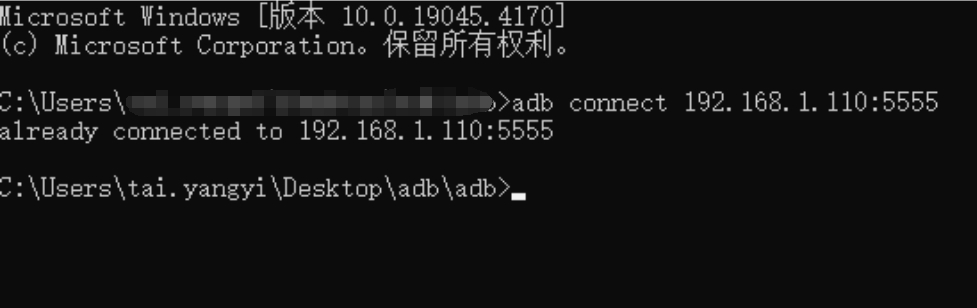 Microsoft Windows [版本 10.0.19045.4170]
(c) Microsoft Corporation。保留所有权利。
C:\Users\b>adb connect 192.168.1.110:5555
already connected to 192.168.1.110:5555
C:\Users\tai.yangyi\Desktop\adb\adb>